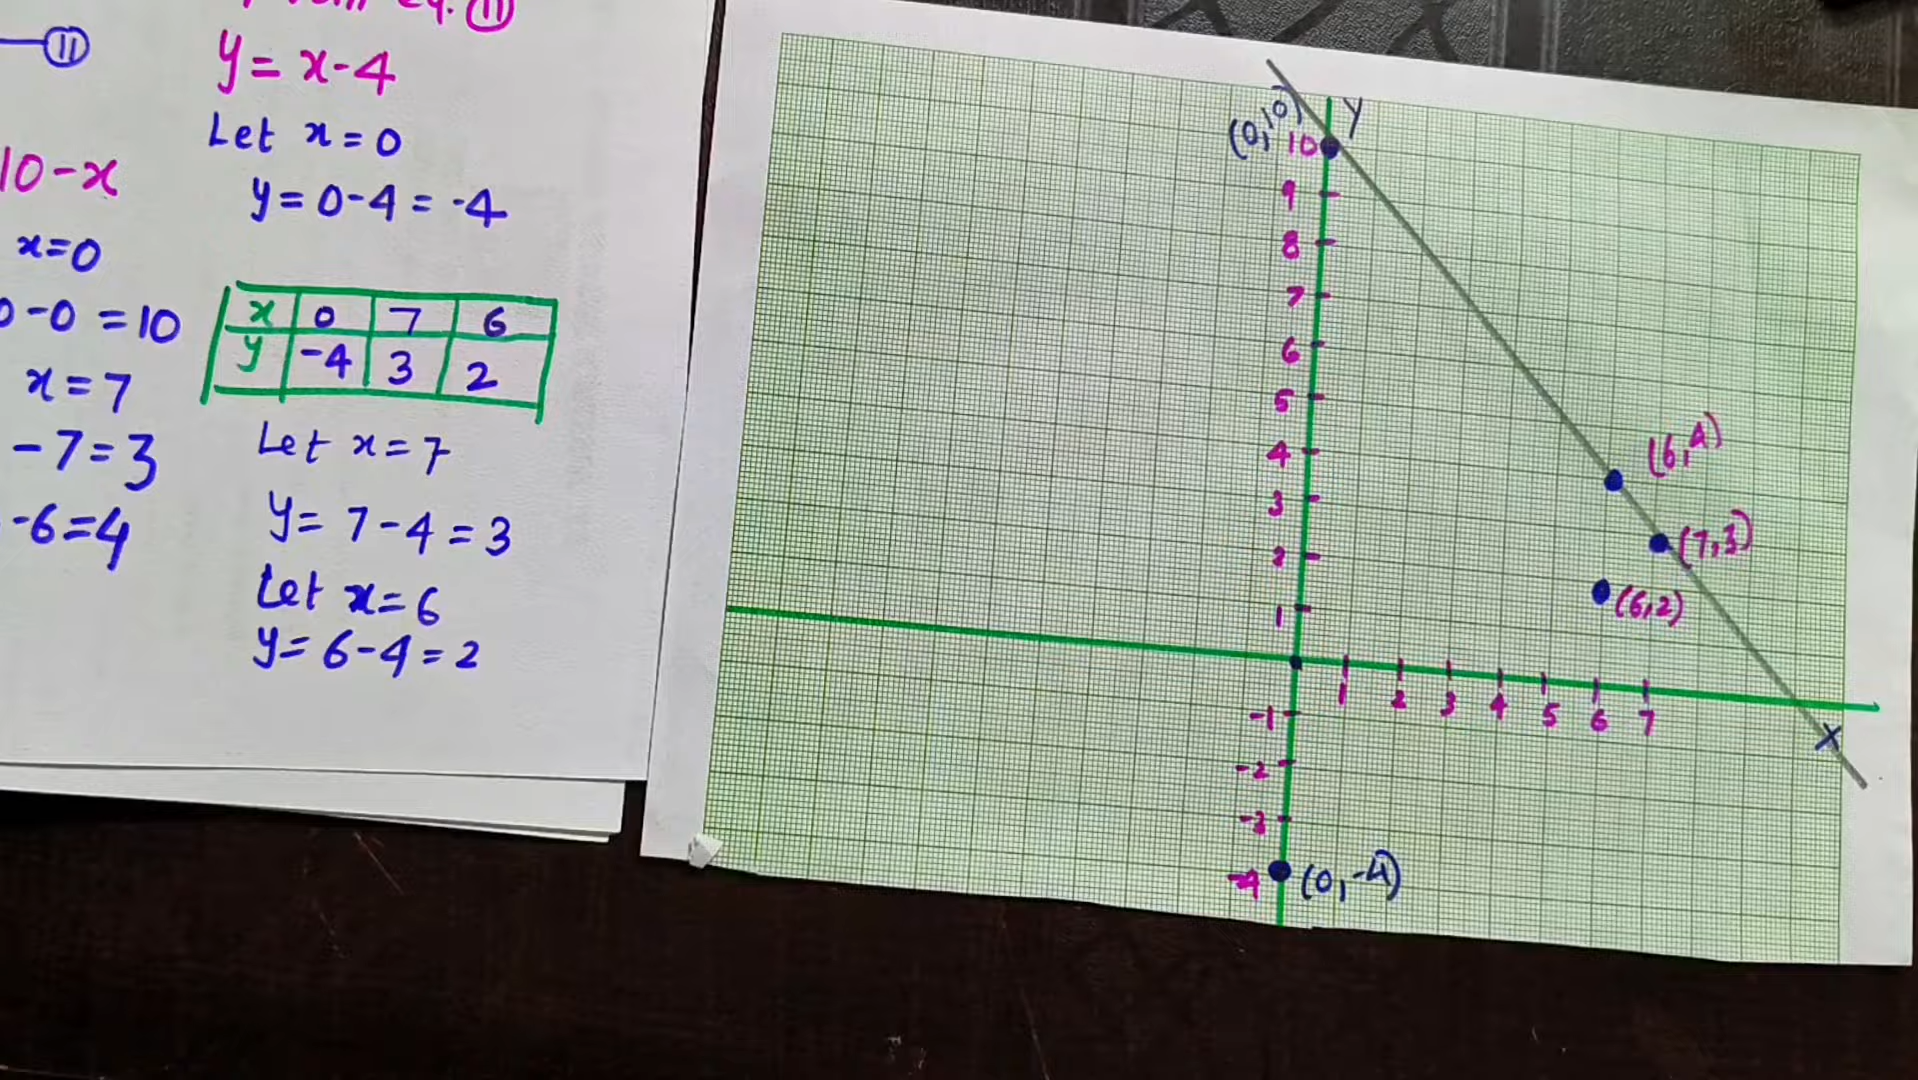 eq. 11
11
y = x-4
Let x = 0
y = 0-4 = -4
10-x
x=0
0-0 =10
x=7
-7=3
-6=4
x 0 7 6
y -4 3 2
Let x=7
y= 7-4 =3
Let x=6
y= 6-4=2
Y
(0,10)
10
9
8
7
6
5
4
3
2
1
(6,4)
(7,3)
(6,2)
1 2 3 4 5 6 7
X
-1
-2
-3
-4 (0,-4)